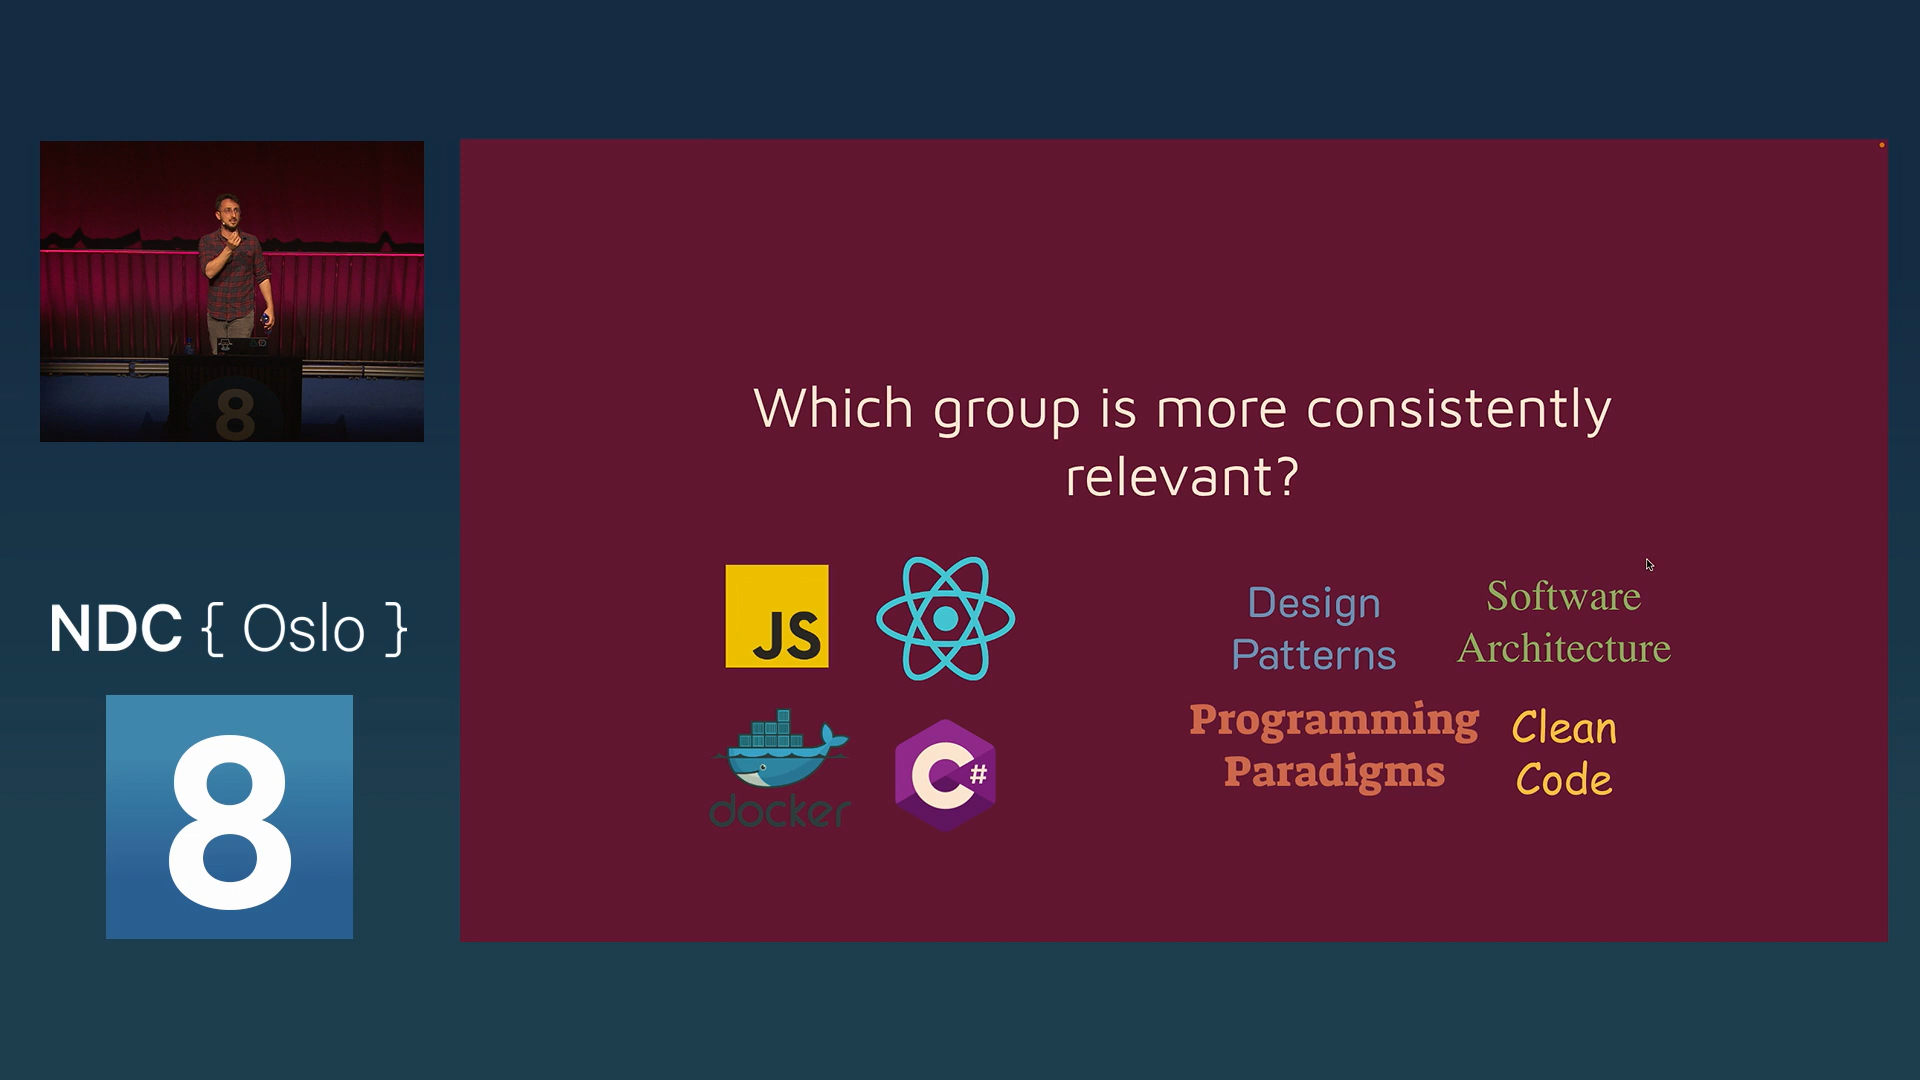 Which group is more consistently
relevant?
JS
docker
C#
Design
Patterns
Software
Architecture
Programming
Paradigms
Clean
Code
8
NDC { Oslo }
8